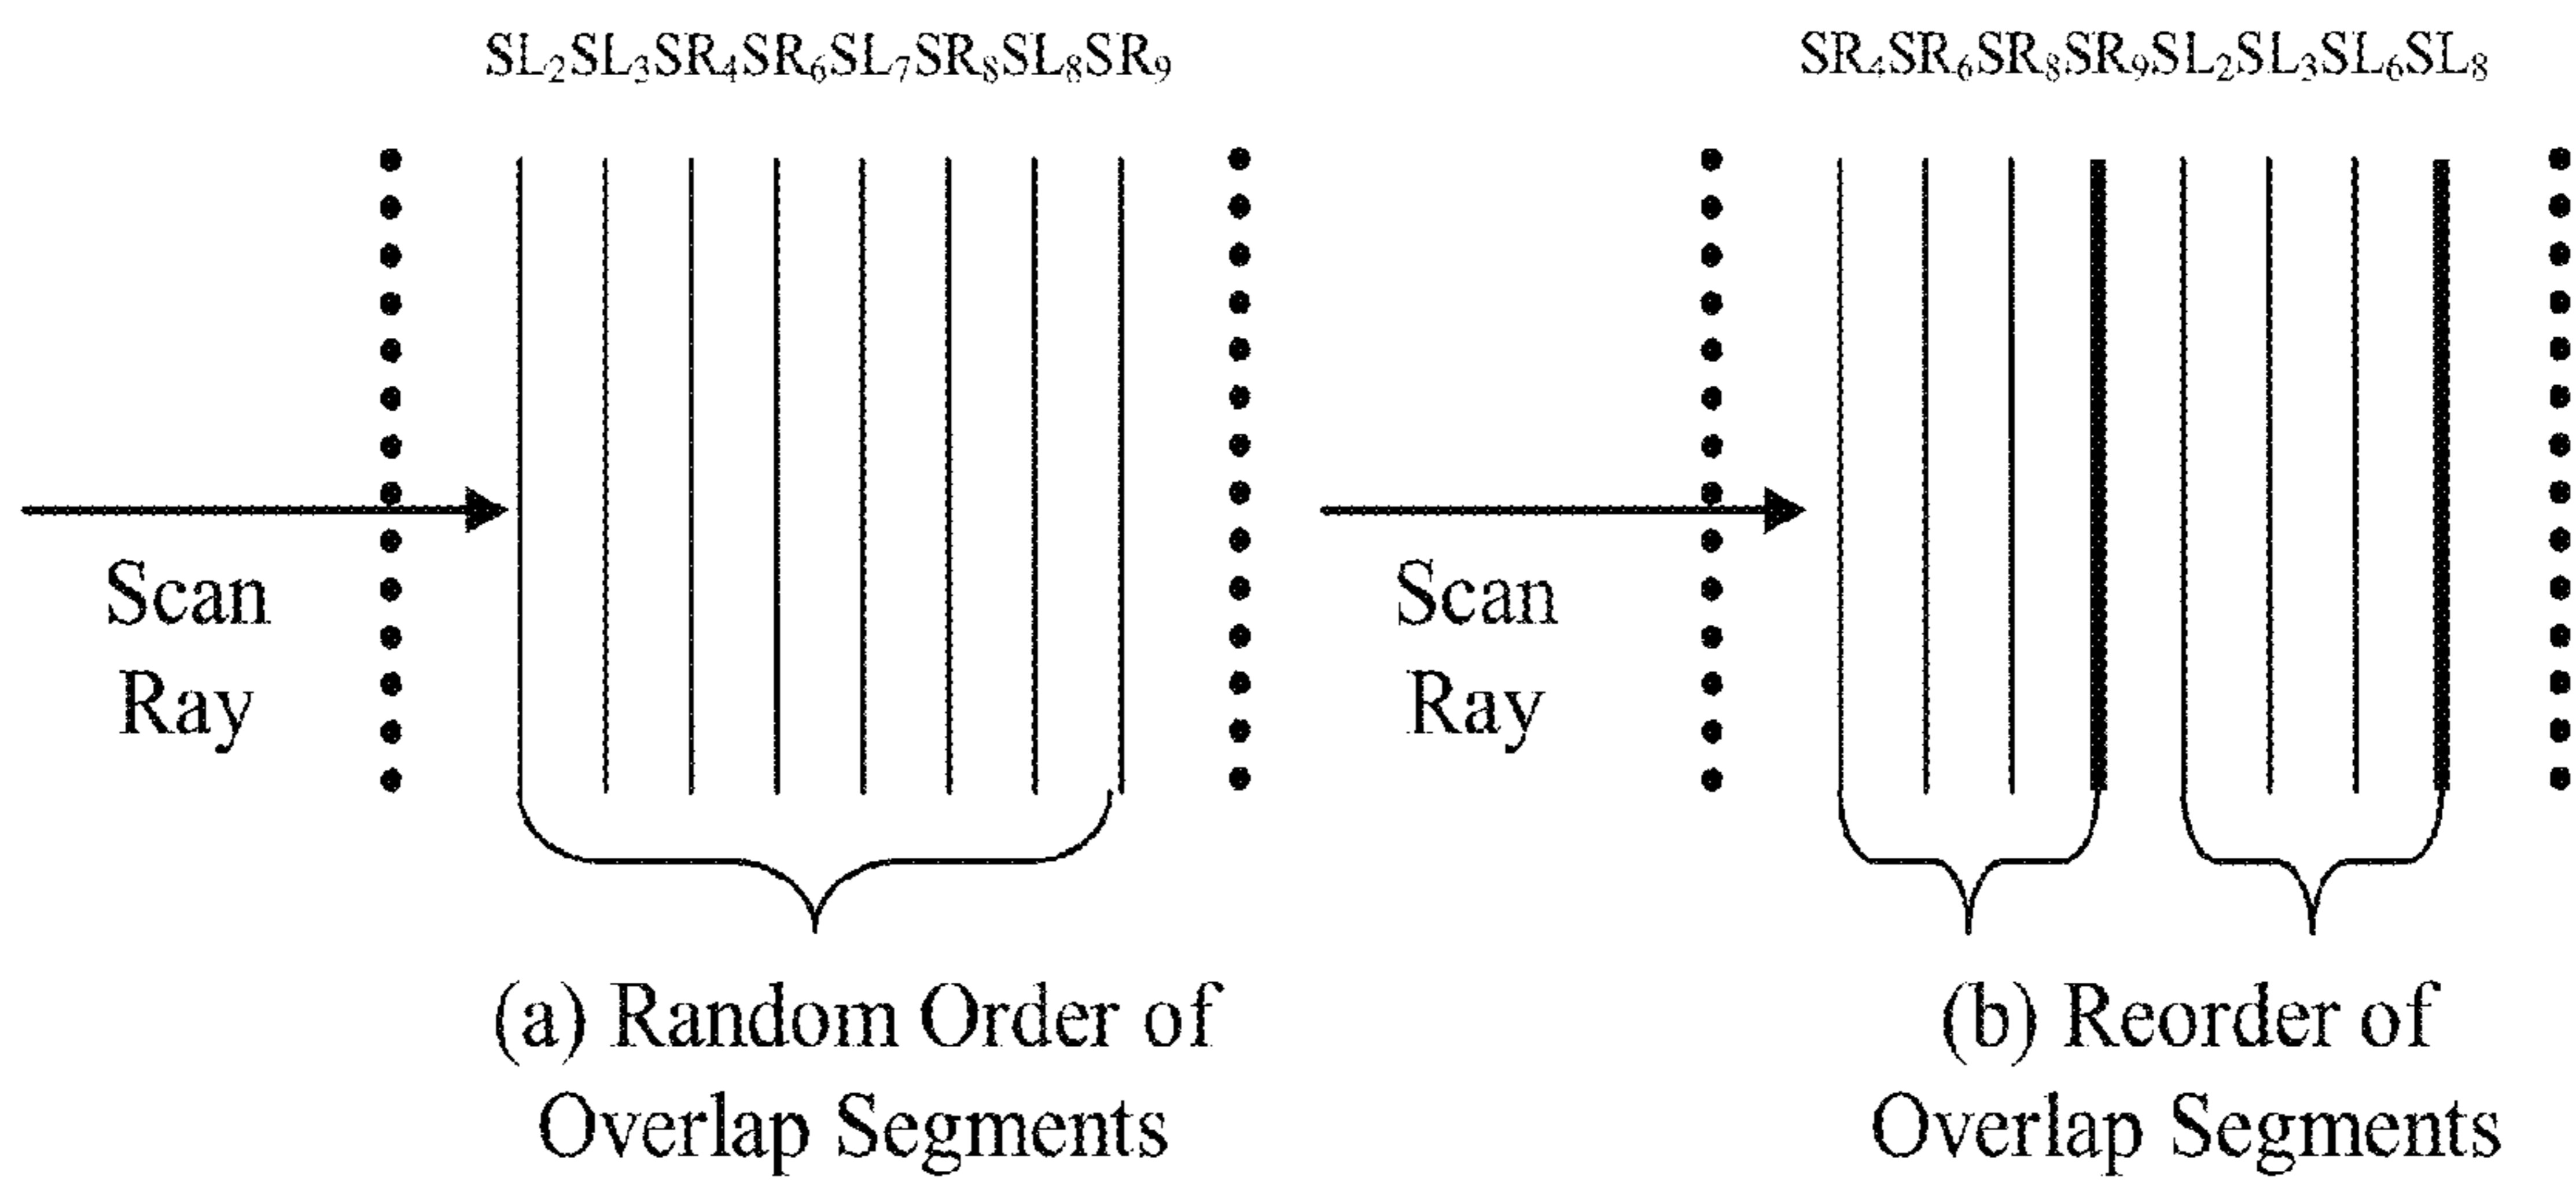 SL₂SL₃SR₄SR₆SL₇SR₈SL₈SR₉
SR₄SR₆SR₈SR₉SL₂SL₃SL₆SL₈
Scan
Ray
Scan
Ray
(a) Random Order of
Overlap Segments
(b) Reorder of
Overlap Segments